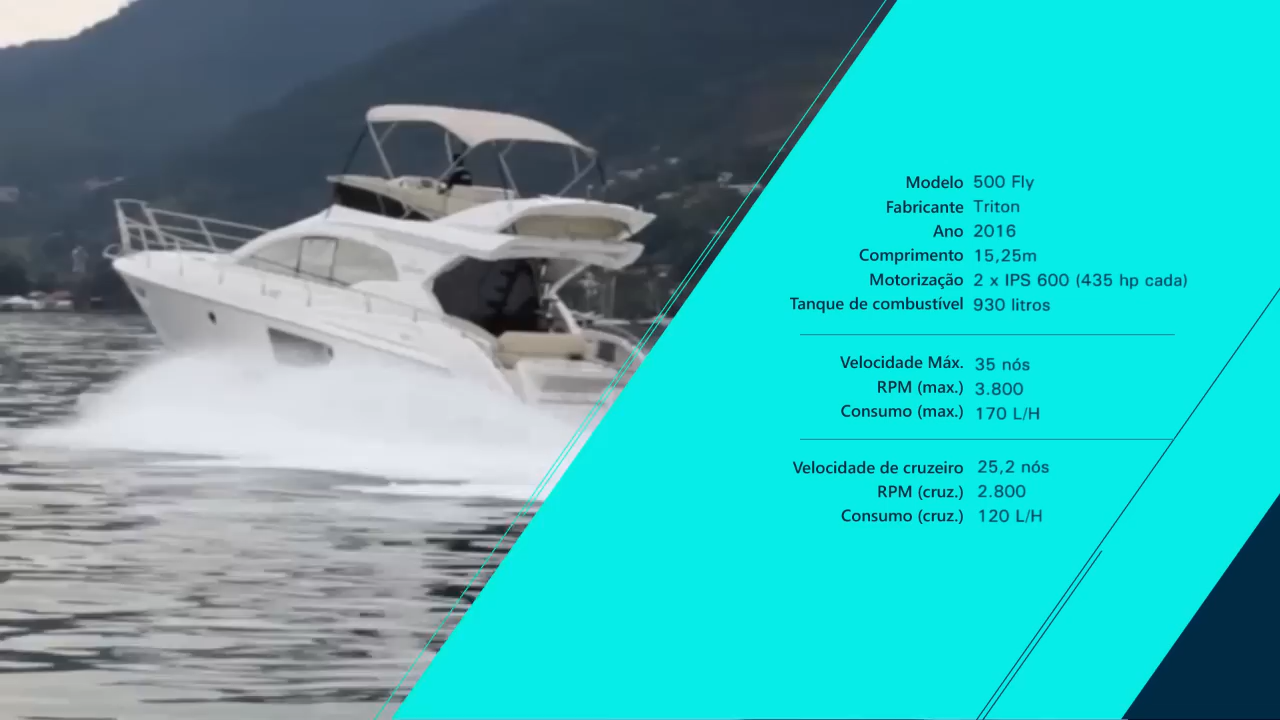 Modelo 500 Fly
Fabricante Triton
Ano 2016
Comprimento 15,25m
Motorização 2 x IPS 600 (435 hp cada)
Tanque de combustível 930 litros
Velocidade Máx. 35 nós
RPM (max.) 3.800
Consumo (max.) 170 L/H
Velocidade de cruzeiro 25,2 nós
RPM (cruz.) 2.800
Consumo (cruz.) 120 L/H